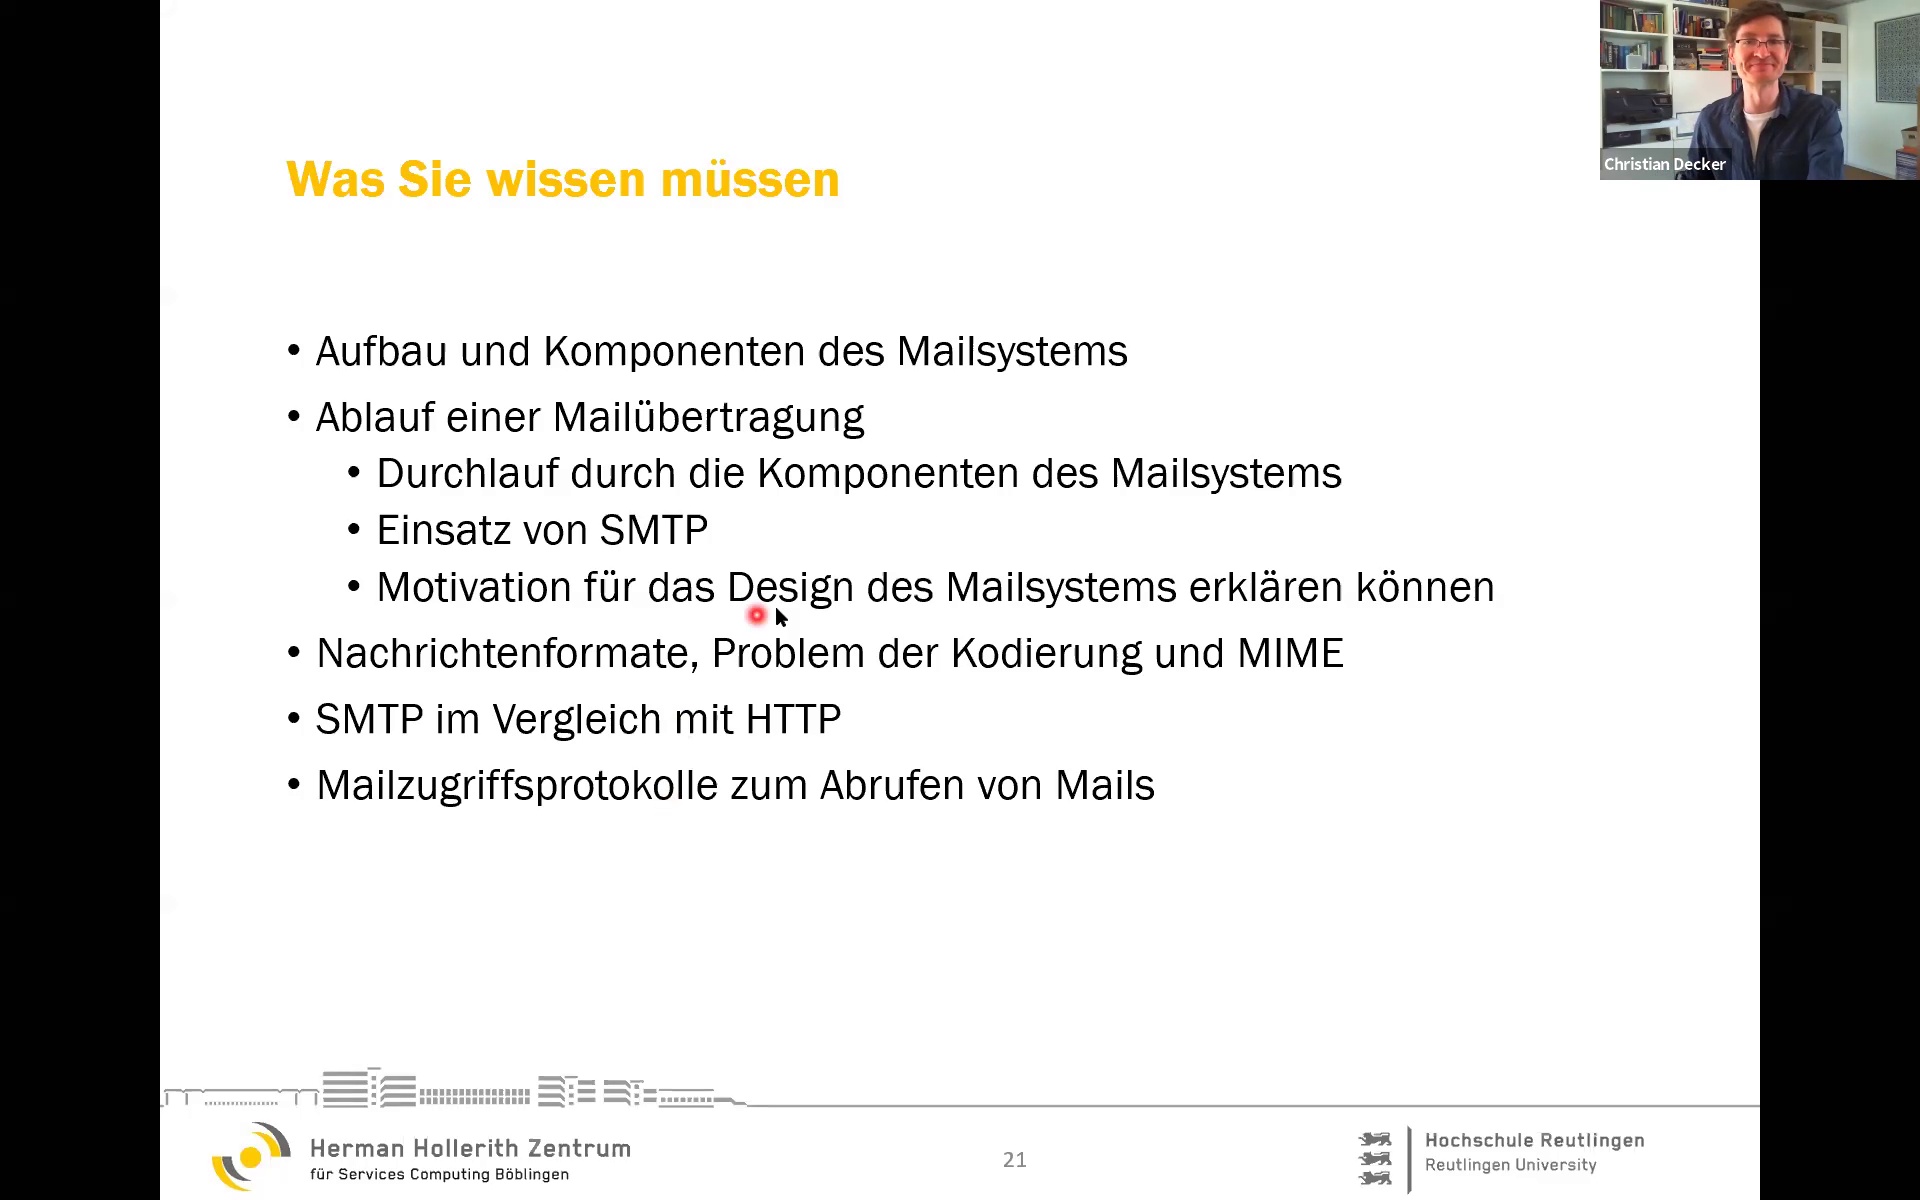 Christian Decker
Was Sie wissen müssen
• Aufbau und Komponenten des Mailsystems
• Ablauf einer Mailübertragung
• Durchlauf durch die Komponenten des Mailsystems
• Einsatz von SMTP
• Motivation für das Design des Mailsystems erklären können
• Nachrichtenformate, Problem der Kodierung und MIME
• SMTP im Vergleich mit HTTP
• Mailzugriffsprotokolle zum Abrufen von Mails
Herman Hollerith Zentrum
für Services Computing Böblingen
21
Hochschule Reutlingen
Reutlingen University